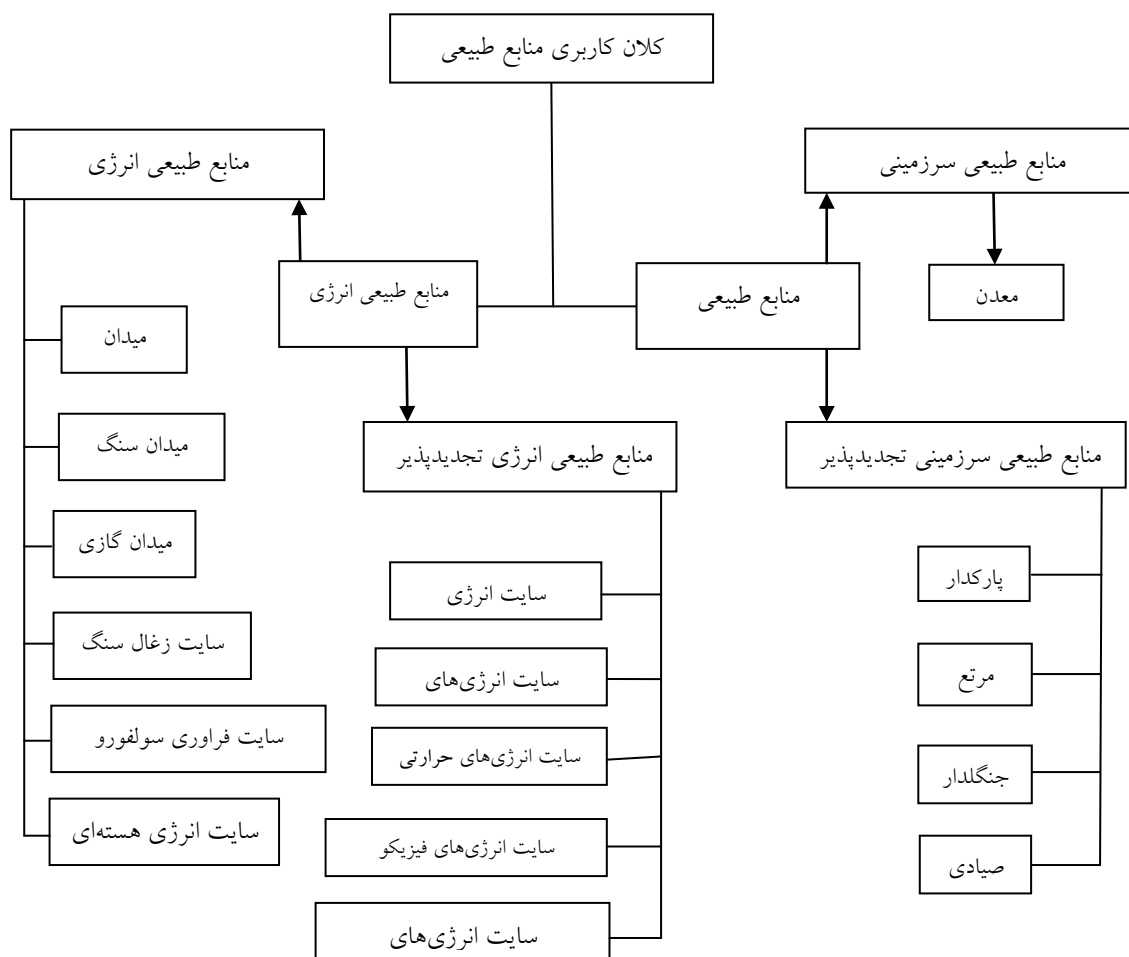 کلان کاربری منابع طبیعی
منابع طبیعی سرزمینی
منابع طبیعی انرژی
منابع طبیعی
منابع طبیعی انرژی
معدن
میدان
میدان سنگ
میدان گازی
سایت زغال سنگ
سایت فراوری سولفورو
سایت انرژی هسته‌ای
منابع طبیعی انرژی تجدیدپذیر
سایت انرژی
سایت انرژی‌های
سایت انرژی‌های حرارتی
سایت انرژی‌های فیزیکو
سایت انرژی‌های
منابع طبیعی سرزمینی تجدیدپذیر
پارکدار
مرتع
جنگلدار
صیادی